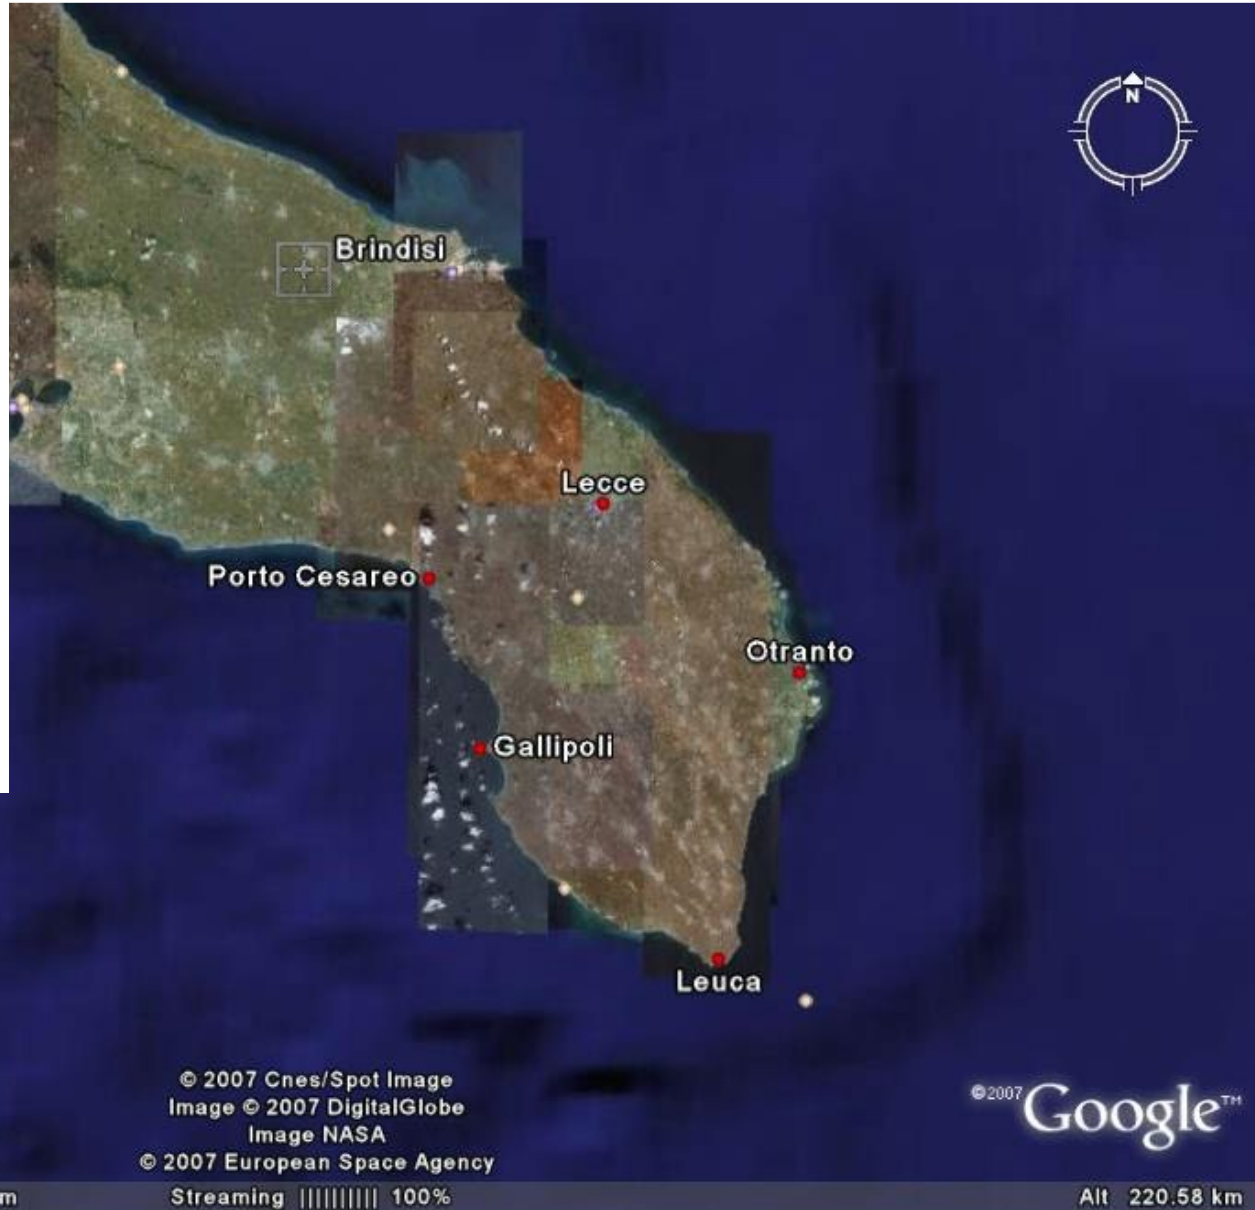 N
Brindisi
Lecce
Porto Cesareo
Otranto
Gallipoli
Leuca
© 2007 Cnes/Spot Image
Image © 2007 DigitalGlobe
Image NASA
© 2007 European Space Agency
©2007 Google™
m Streaming |||||||||| 100% Alt 220.58 km